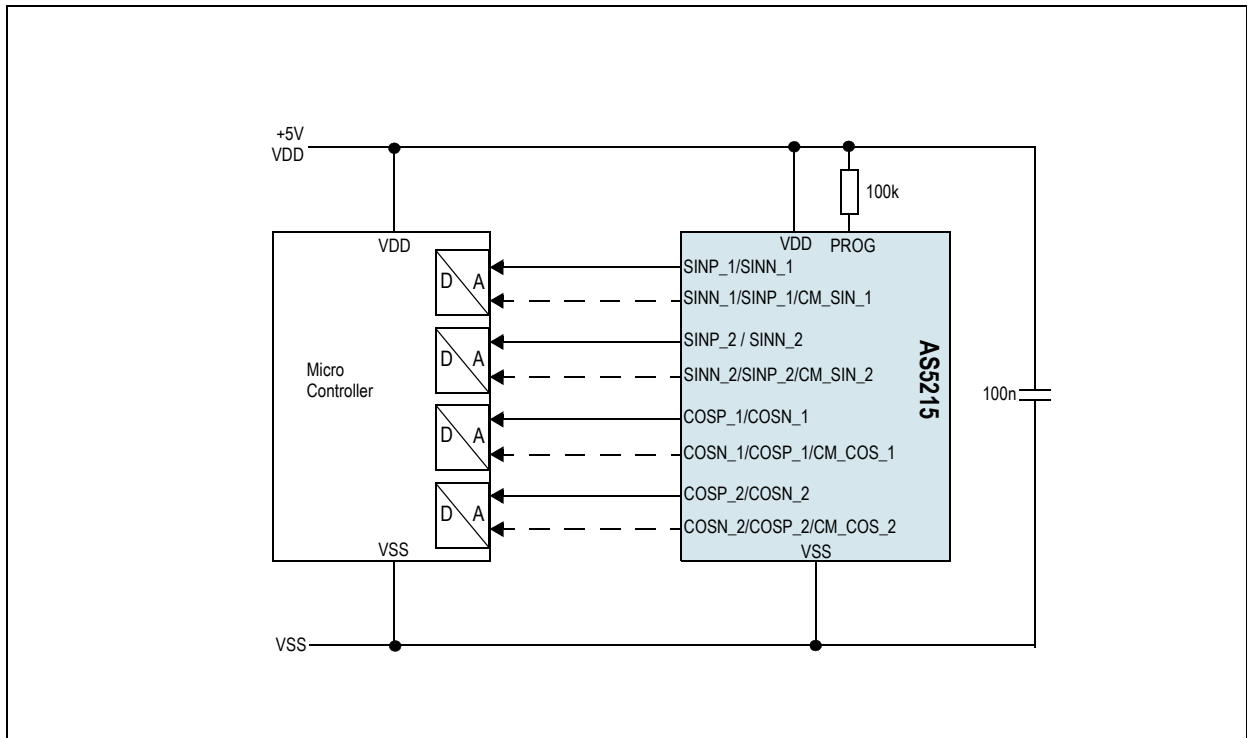 +5V
VDD
100k
VDD
VDD PROG
D A
SINP_1/SINN_1
SINN_1/SINP_1/CM_SIN_1
D A
SINP_2 / SINN_2
SINN_2/SINP_2/CM_SIN_2
Micro
Controller
AS5215
100n
D A
COSP_1/COSN_1
COSN_1/COSP_1/CM_COS_1
D A
COSP_2/COSN_2
COSN_2/COSP_2/CM_COS_2
VSS
VSS
VSS